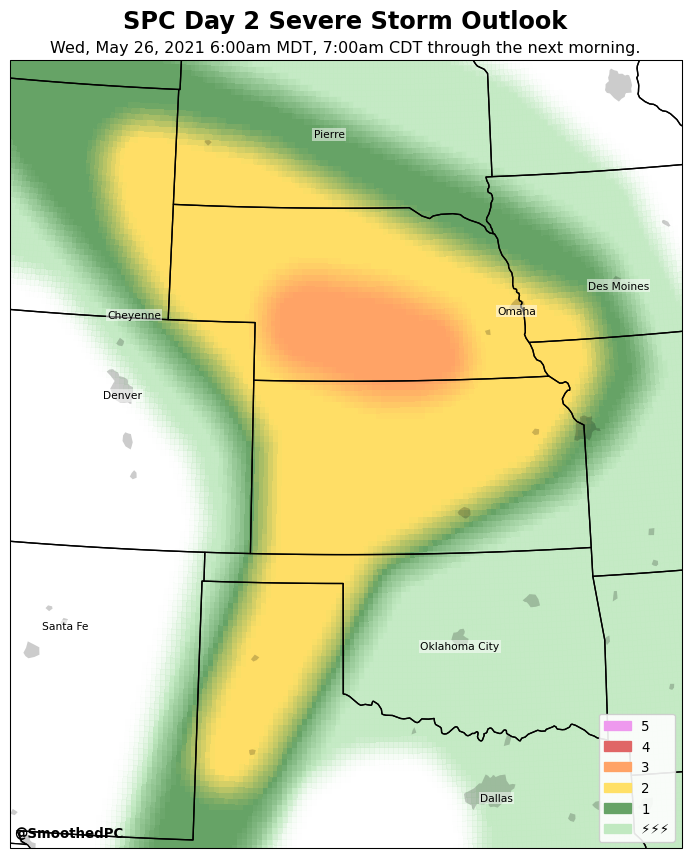 SPC Day 2 Severe Storm Outlook
Wed, May 26, 2021 6:00am MDT, 7:00am CDT through the next morning.
Pierre
Des Moines
Omaha
Cheyenne
Denver
Santa Fe
Oklahoma City
Dallas
5
4
3
2
1
⚡⚡⚡
@SmoothedPC